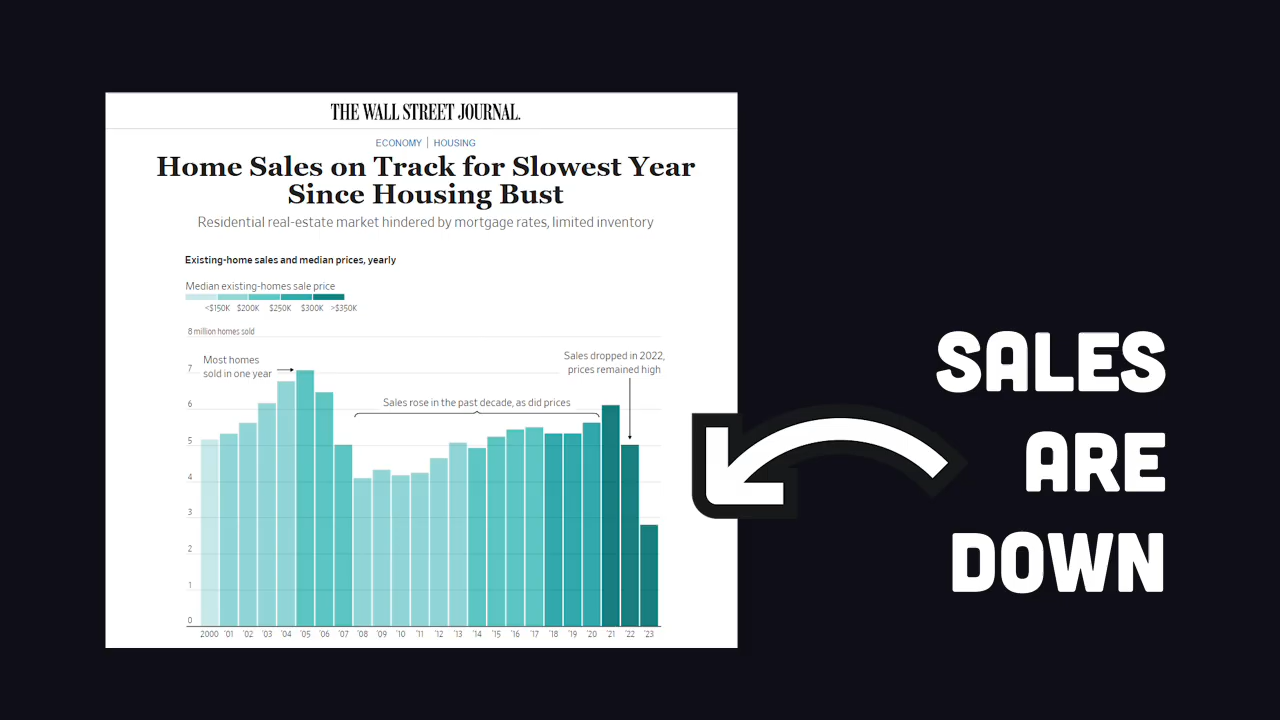 THE WALL STREET JOURNAL.
ECONOMY | HOUSING
Home Sales on Track for Slowest Year
Since Housing Bust
Residential real-estate market hindered by mortgage rates, limited inventory
Existing-home sales and median prices, yearly
Median existing-homes sale price
<$150K $200K $250K $300K >$350K
8 million homes sold
Most homes
sold in one year
Sales rose in the past decade, as did prices
Sales dropped in 2022,
prices remained high
7
6
5
4
3
2
1
0
2000 '01 '02 '03 '04 '05 '06 '07 '08 '09 '10 '11 '12 '13 '14 '15 '16 '17 '18 '19 '20 '21 '22 '23
SALES
ARE
DOWN